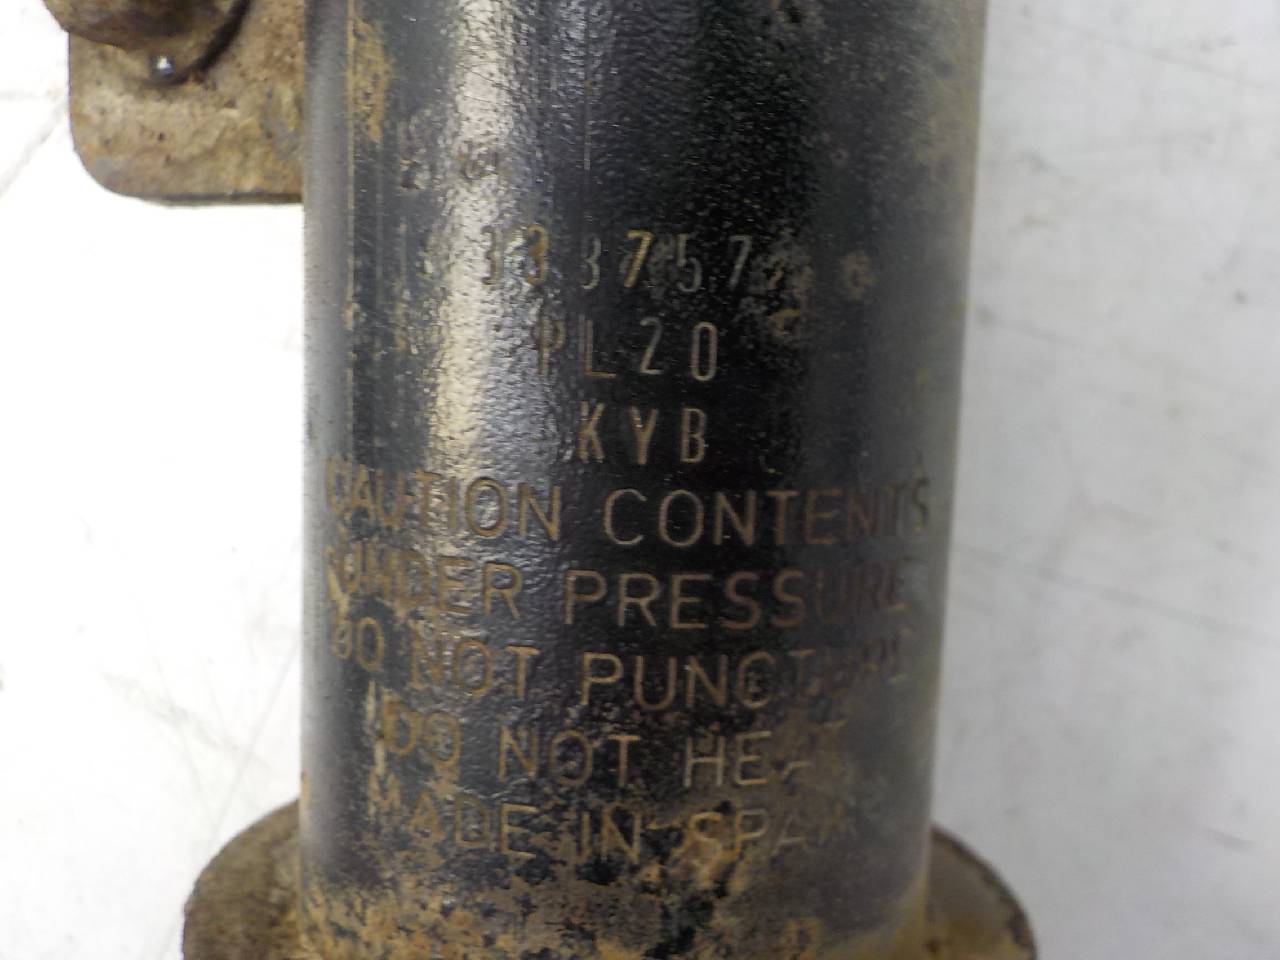 333757
PL20
KYB
CAUTION CONTENTS
UNDER PRESSURE
DO NOT PUNCTURE
DO NOT HEAT
MADE IN SPAIN